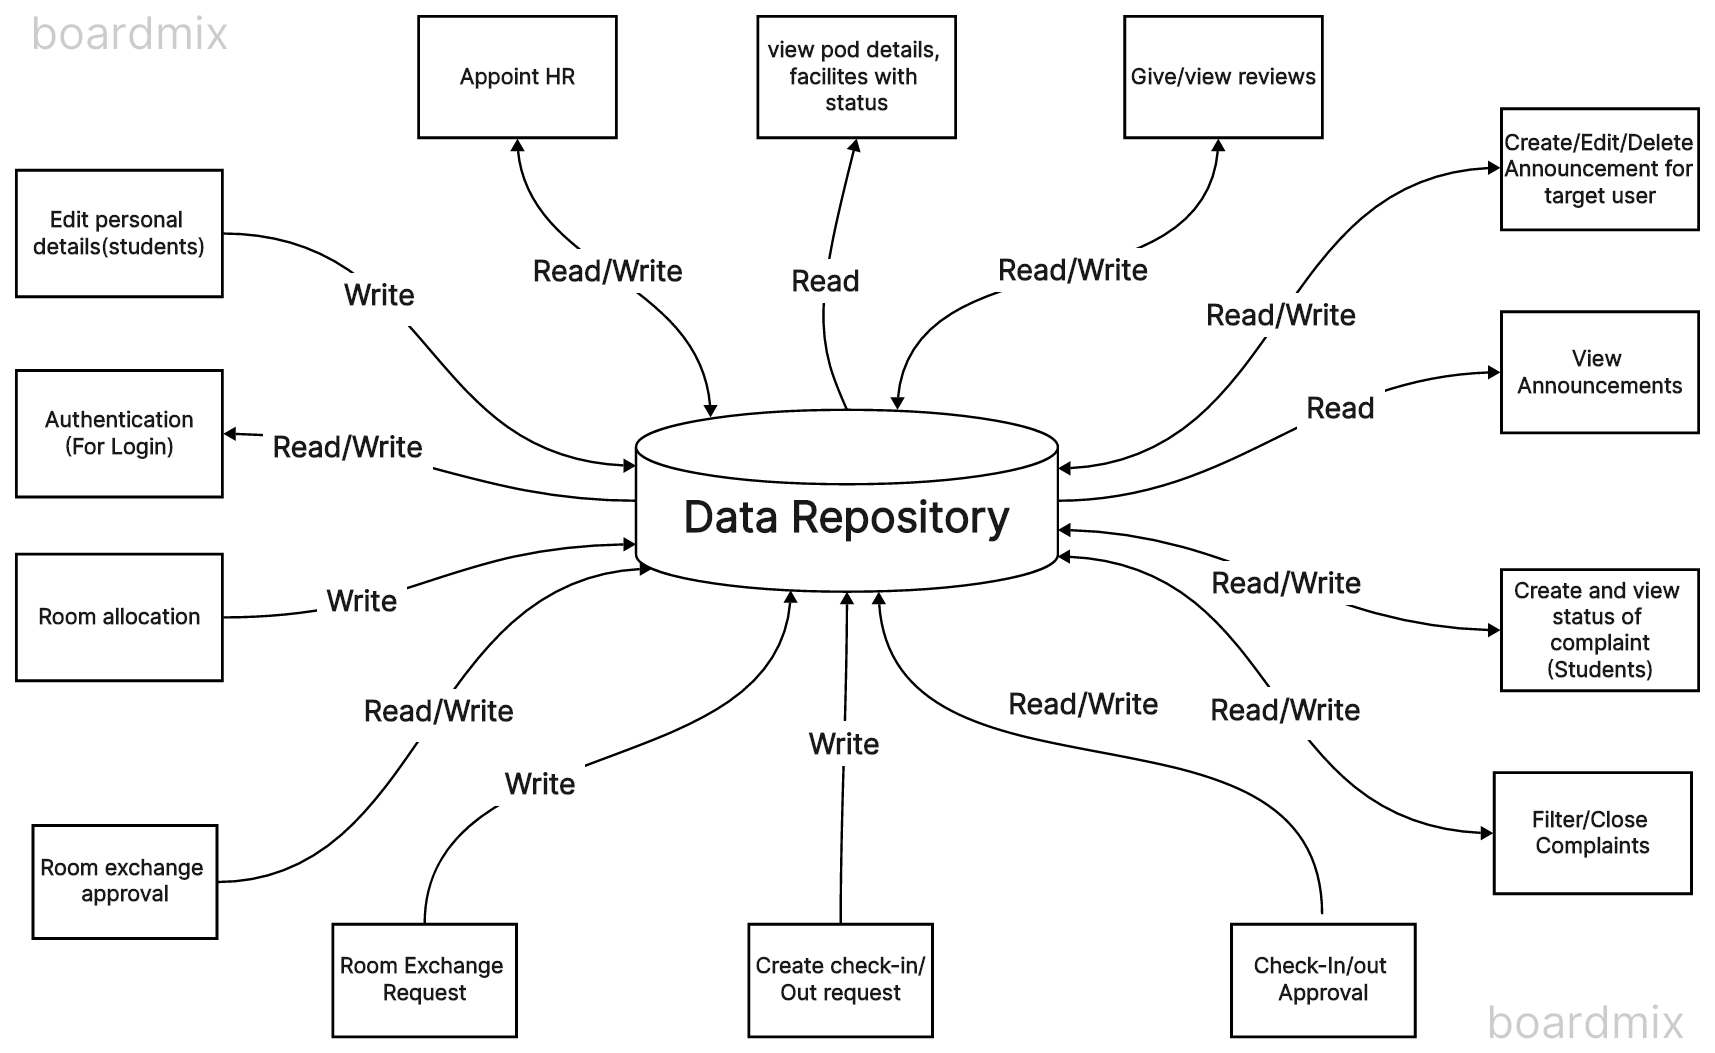 boardmix
Appoint HR
view pod details,
facilites with
status
Give/view reviews
Create/Edit/Delete
Announcement for
target user
Edit personal
details(students)
Write
Read/Write
Read
Read/Write
Read/Write
View
Announcements
Authentication
(For Login)
Read/Write
Read
Data Repository
Room allocation
Write
Read/Write
Create and view
status of
complaint
(Students)
Read/Write
Write
Write
Read/Write
Read/Write
Filter/Close
Complaints
Room exchange
approval
Room Exchange
Request
Create check-in/
Out request
Check-In/out
Approval
boardmix